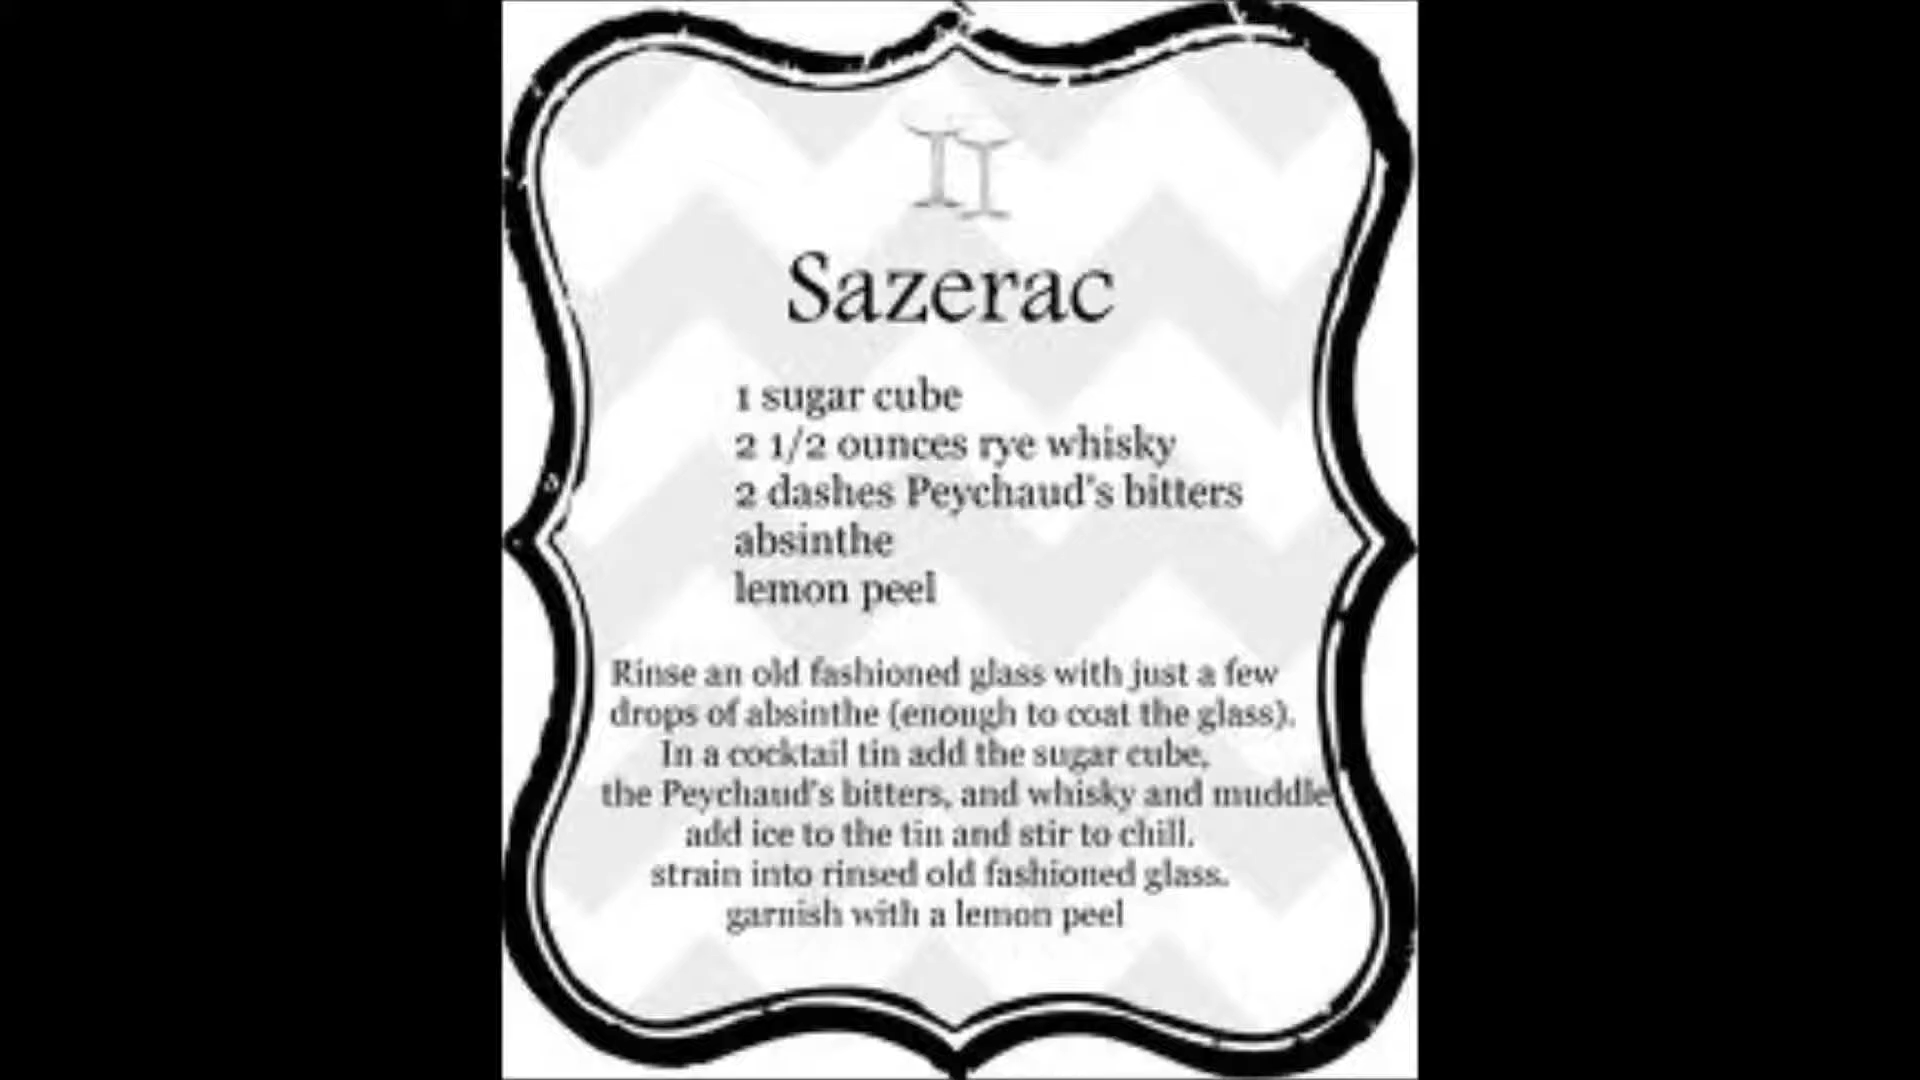 Sazerac
1 sugar cube
2 1/2 ounces rye whisky
2 dashes Peychaud's bitters
absinthe
lemon peel
Rinse an old fashioned glass with just a few
drops of absinthe (enough to coat the glass).
In a cocktail tin add the sugar cube,
the Peychaud's bitters, and whisky and muddle
add ice to the tin and stir to chill.
strain into rinsed old fashioned glass.
garnish with a lemon peel